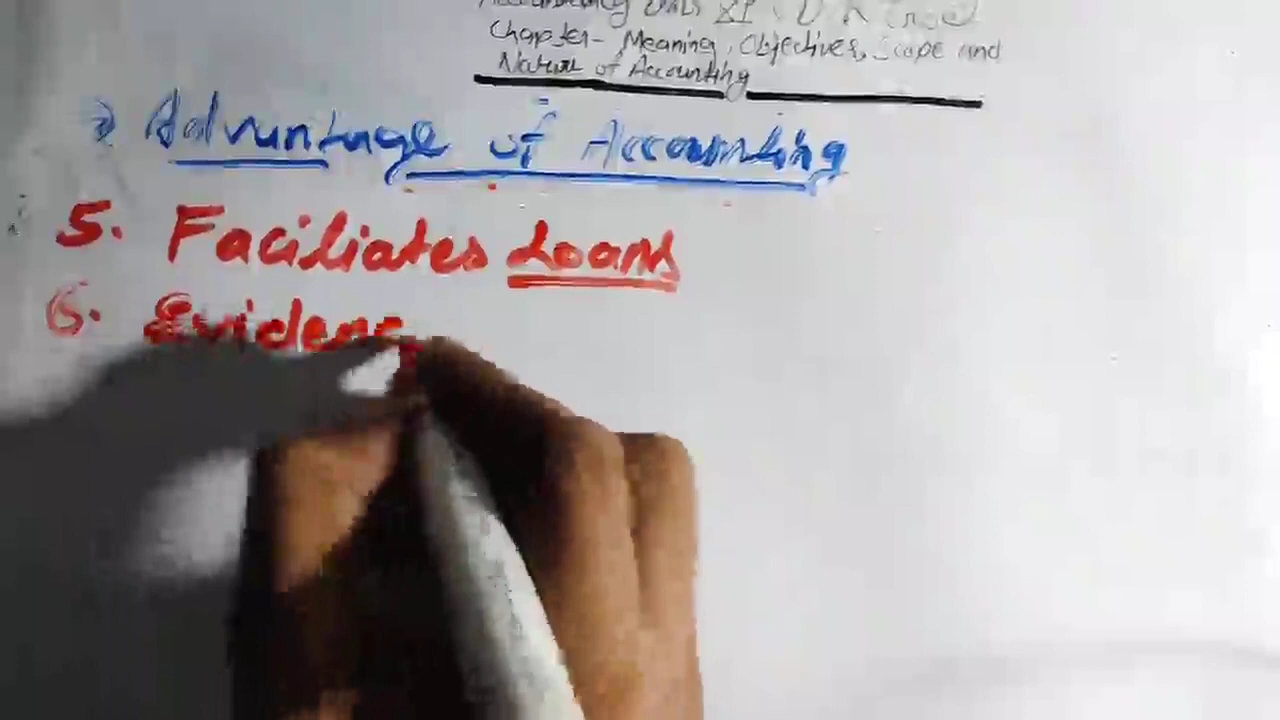 Chapter- Meaning, Objectives, Scope and
Nature of Accounting
Advantage of Accounting
5. Faciliates Loans
6. Evidenc